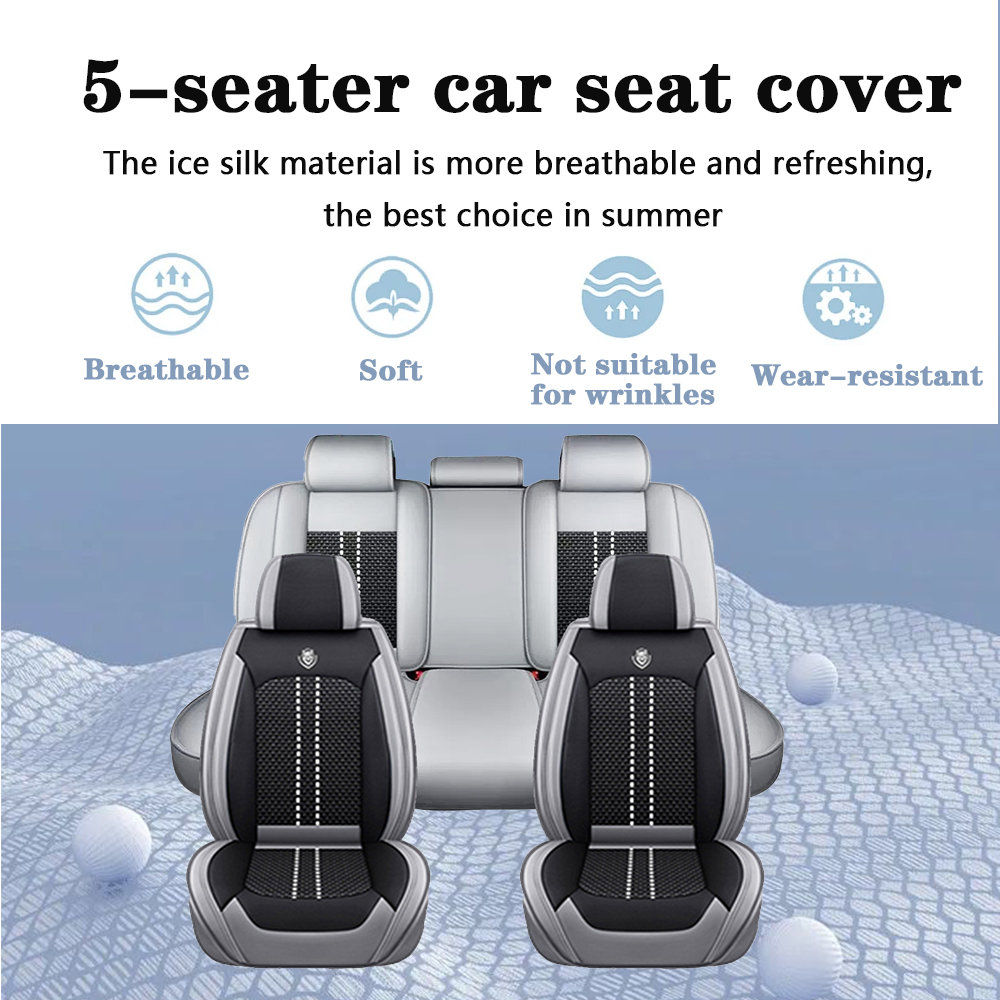 5-seater car seat cover
The ice silk material is more breathable and refreshing,
the best choice in summer
Breathable
Soft
Not suitable
for wrinkles
Wear-resistant